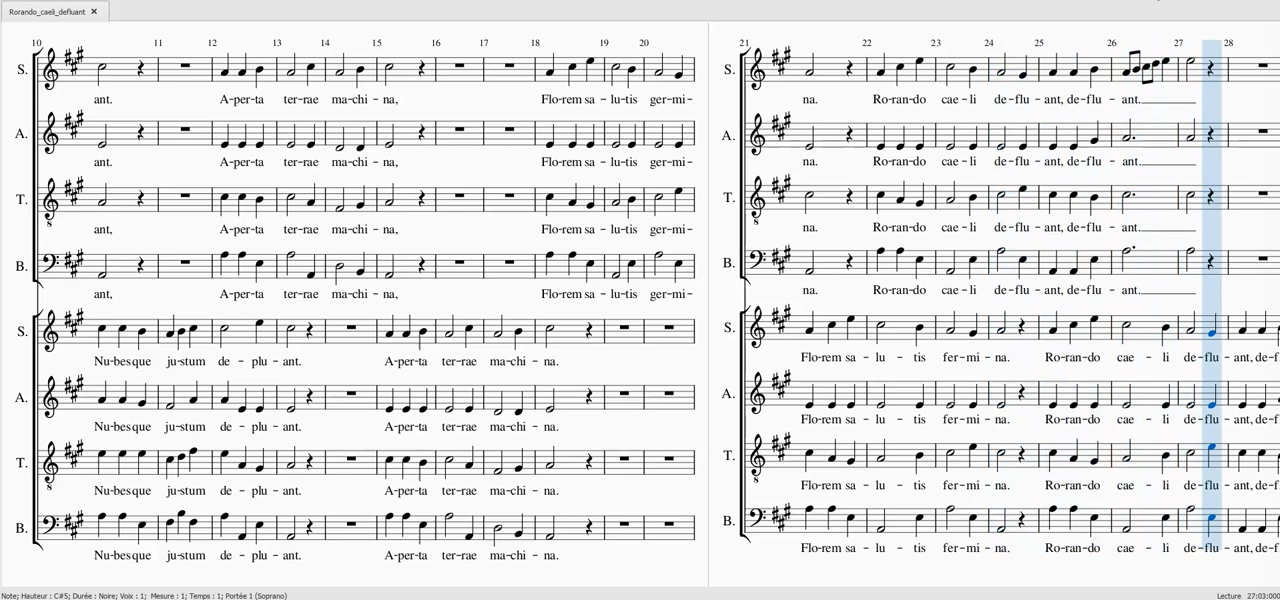 Rorando_caeli_defluant ✕
10 11 12 13 14 15 16 17 18 19 20
S.
ant. A-per-ta ter-rae ma-chi-na, Flo-rem sa-lu-tis ger-mi-
A.
ant. A-per-ta ter-rae ma-chi-na, Flo-rem sa-lu-tis ger-mi-
T.
ant, A-per-ta ter-rae ma-chi-na, Flo-rem sa-lu-tis ger-mi-
B.
ant, A-per-ta ter-rae ma-chi-na, Flo-rem sa-lu-tis ger-mi-
S.
Nu-bes que ju-stum de-plu-ant. A-per-ta ter-rae ma-chi-na.
A.
Nu-bes que ju-stum de-plu-ant. A-per-ta ter-rae ma-chi-na.
T.
Nu-bes que ju-stum de-plu-ant. A-per-ta ter-rae ma-chi-na.
B.
Nu-bes que ju-stum de-plu-ant. A-per-ta ter-rae ma-chi-na.
21 22 23 24 25 26 27 28
S.
na. Ro-ran-do cae-li de-flu-ant, de-flu-ant.
A.
na. Ro-ran-do cae-li de-flu-ant, de-flu-ant.
T.
na. Ro-ran-do cae-li de-flu-ant, de-flu-ant.
B.
na. Ro-ran-do cae-li de-flu-ant, de-flu-ant.
S.
Flo-rem sa-lu-tis fer-mi-na. Ro-ran-do cae-li de-flu-ant, de-f
A.
Flo-rem sa-lu-tis fer-mi-na. Ro-ran-do cae-li de-flu-ant, de-f
T.
Flo-rem sa-lu-tis fer-mi-na. Ro-ran-do cae-li de-flu-ant, de-f
B.
Flo-rem sa-lu-tis fer-mi-na. Ro-ran-do cae-li de-flu-ant, de-f
Note; Hauteur : C#5; Durée : Noire; Voix : 1; Mesure : 1; Temps : 1; Portée 1 (Soprano)
Lecture 27:03:000